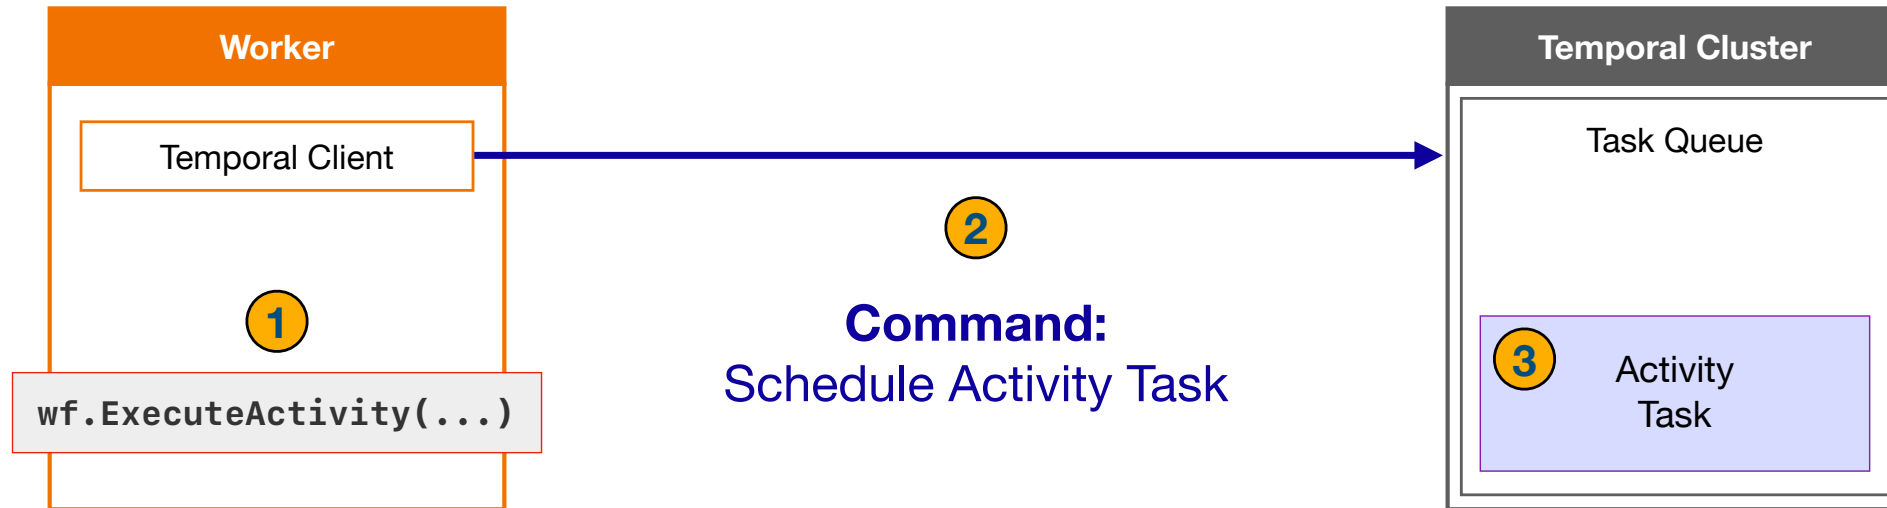 Worker
Temporal Client
1
wf.ExecuteActivity(...)
2
Command:
Schedule Activity Task
Temporal Cluster
Task Queue
3
Activity
Task